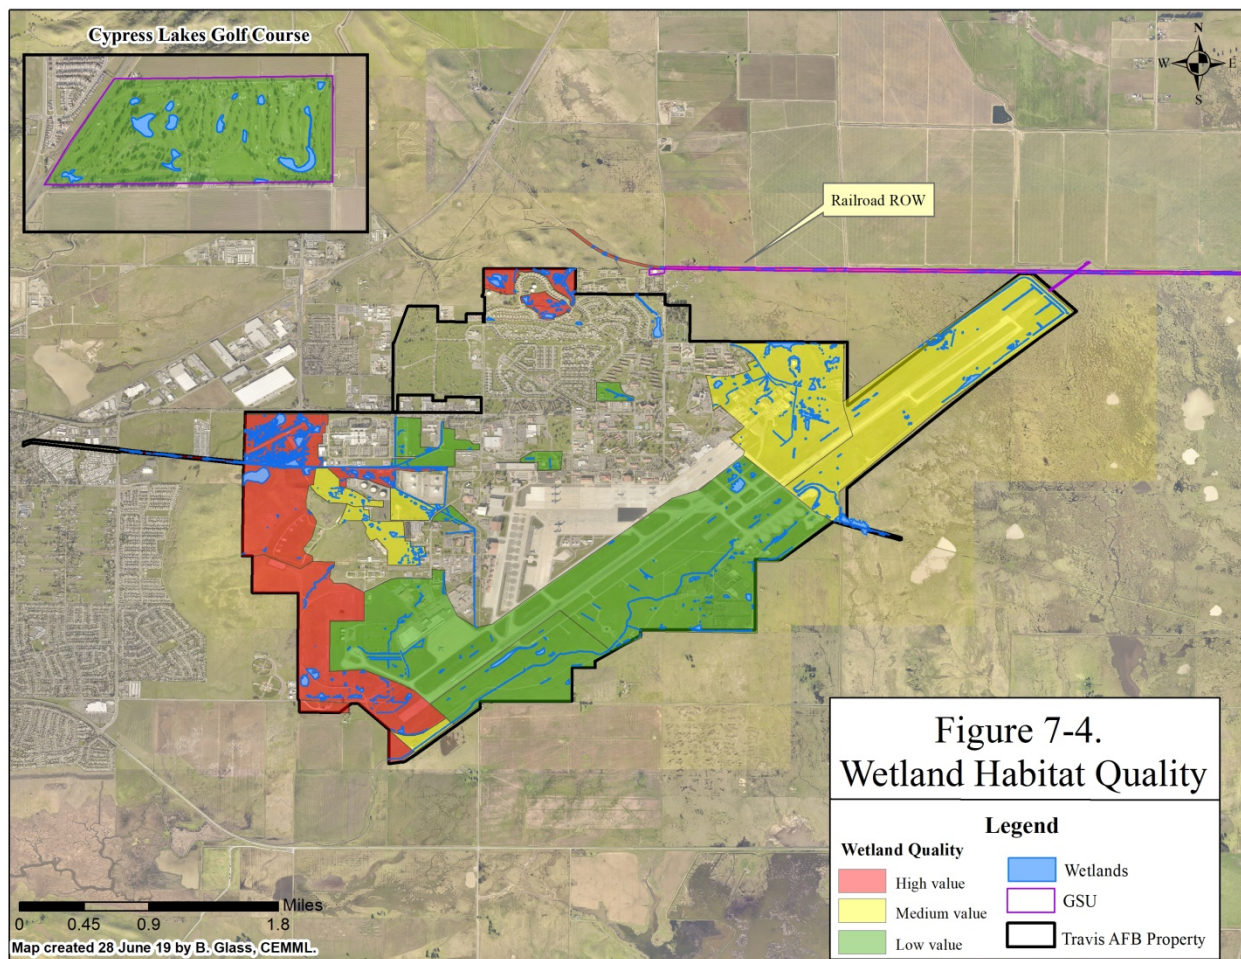 Cypress Lakes Golf Course
N
W E
S
Railroad ROW
Figure 7-4.
Wetland Habitat Quality
Legend
Wetland Quality
High value
Medium value
Low value
Wetlands
GSU
Travis AFB Property
Miles
0 0.45 0.9 1.8
Map created 28 June 19 by B. Glass, CEMML.